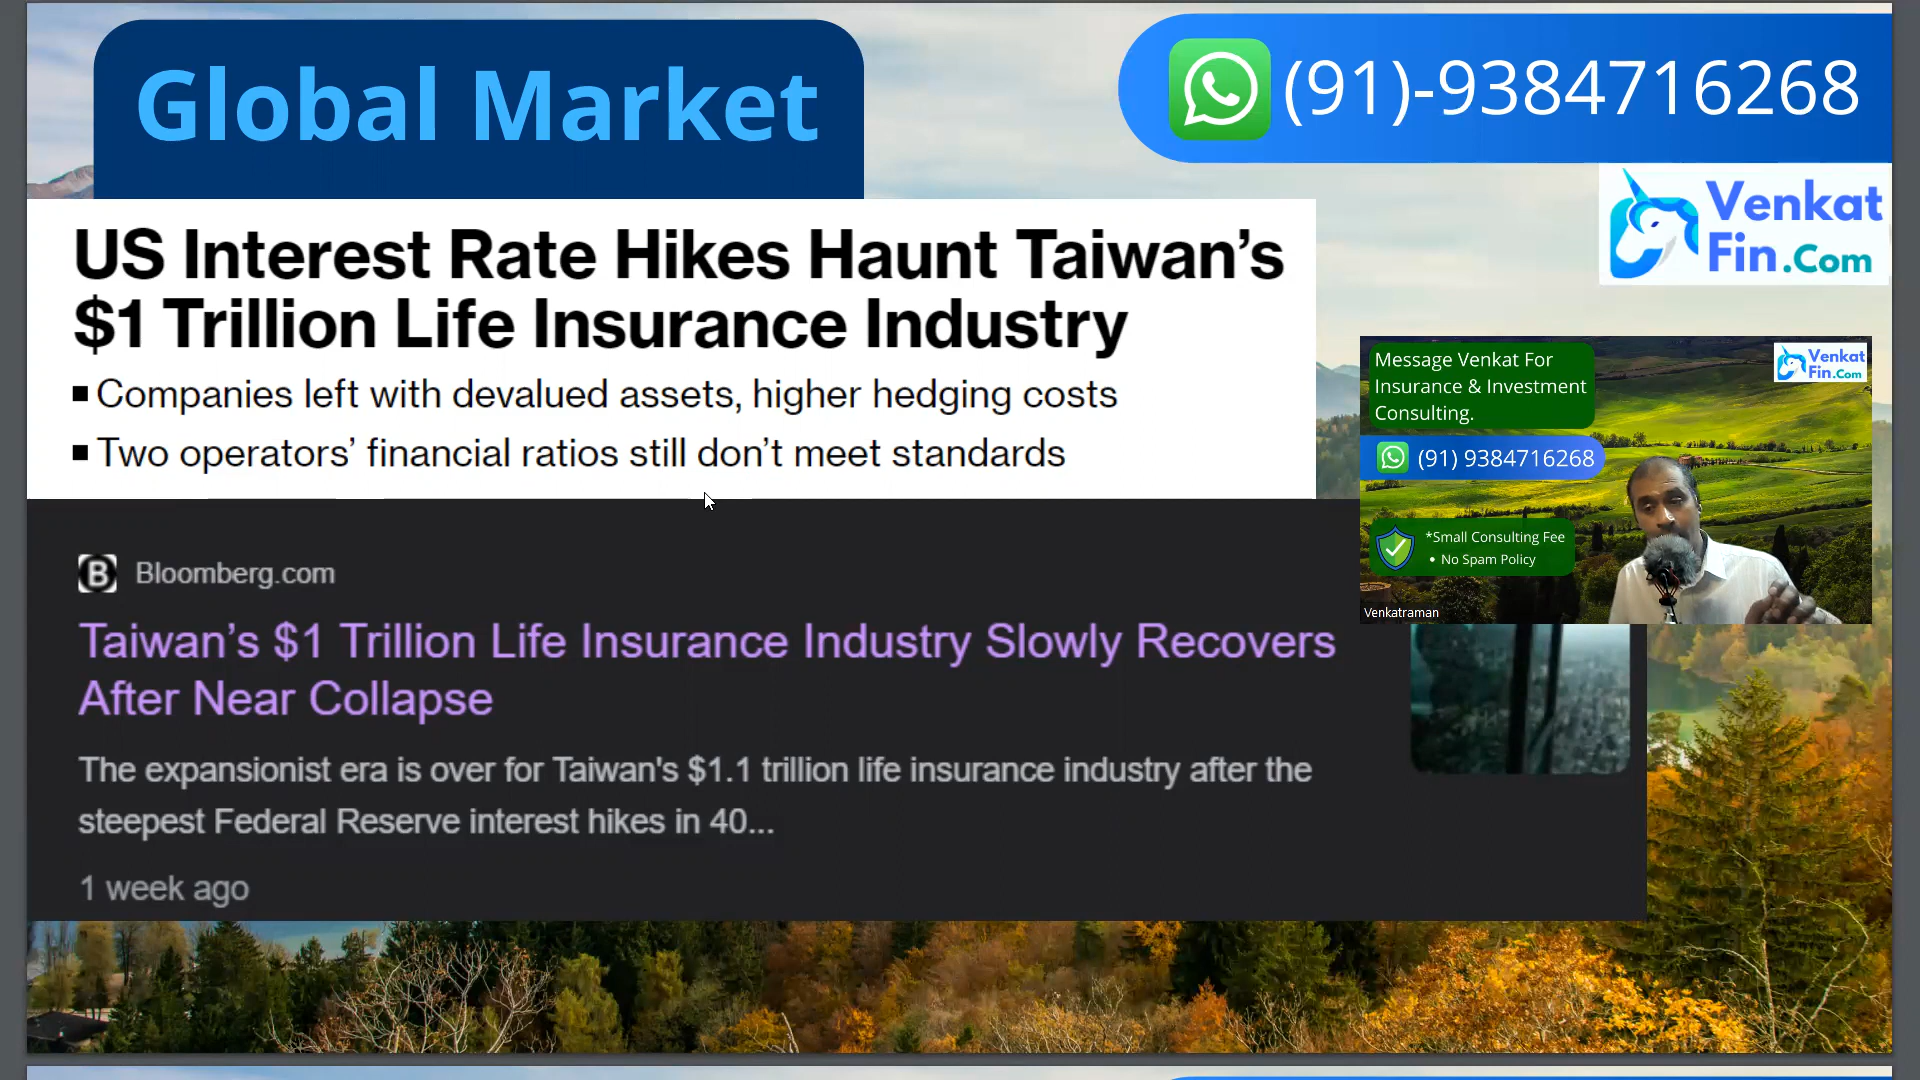 Global Market
(91)-9384716268
Venkat
Fin.Com
US Interest Rate Hikes Haunt Taiwan’s
$1 Trillion Life Insurance Industry
■ Companies left with devalued assets, higher hedging costs
■ Two operators’ financial ratios still don’t meet standards
Message Venkat For
Insurance & Investment
Consulting.
Venkat
Fin.Com
(91) 9384716268
*Small Consulting Fee
• No Spam Policy
Venkatraman
B Bloomberg.com
Taiwan’s $1 Trillion Life Insurance Industry Slowly Recovers
After Near Collapse
The expansionist era is over for Taiwan's $1.1 trillion life insurance industry after the
steepest Federal Reserve interest hikes in 40...
1 week ago